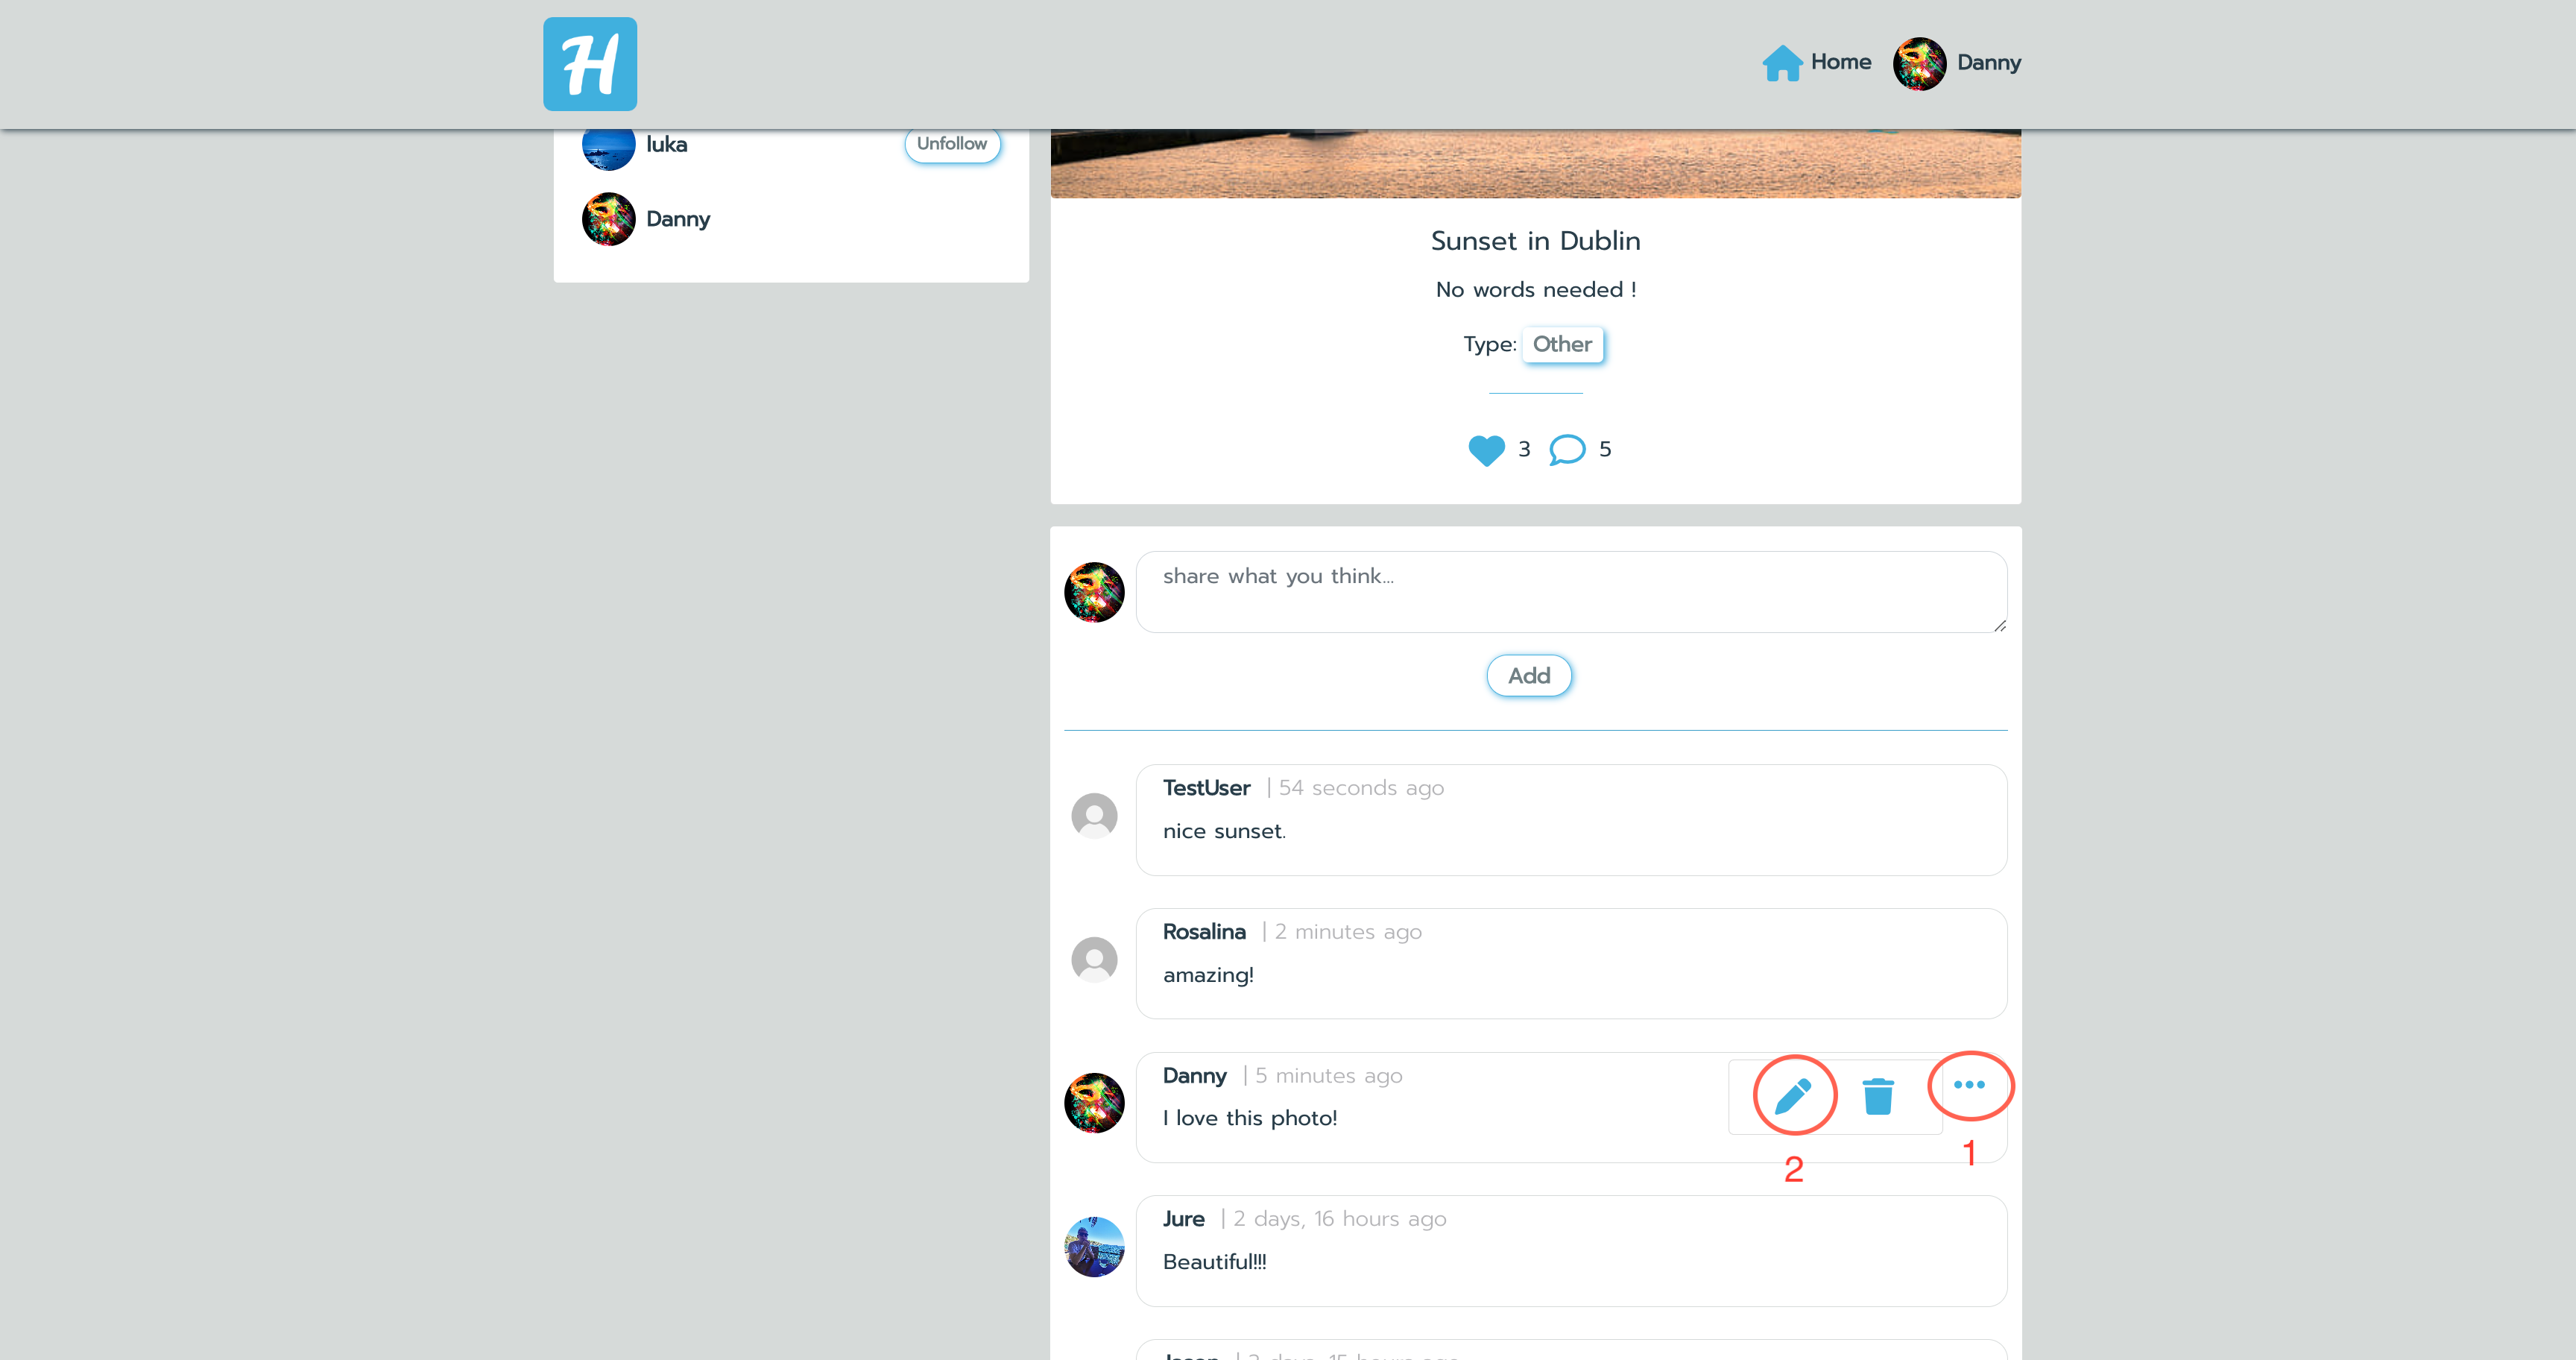 H
Home
Danny
luka
Unfollow
Danny
Sunset in Dublin
No words needed !
Type: Other
3
5
share what you think...
Add
TestUser | 54 seconds ago
nice sunset.
Rosalina | 2 minutes ago
amazing!
Danny | 5 minutes ago
I love this photo!
2
1
Jure | 2 days, 16 hours ago
Beautiful!!!